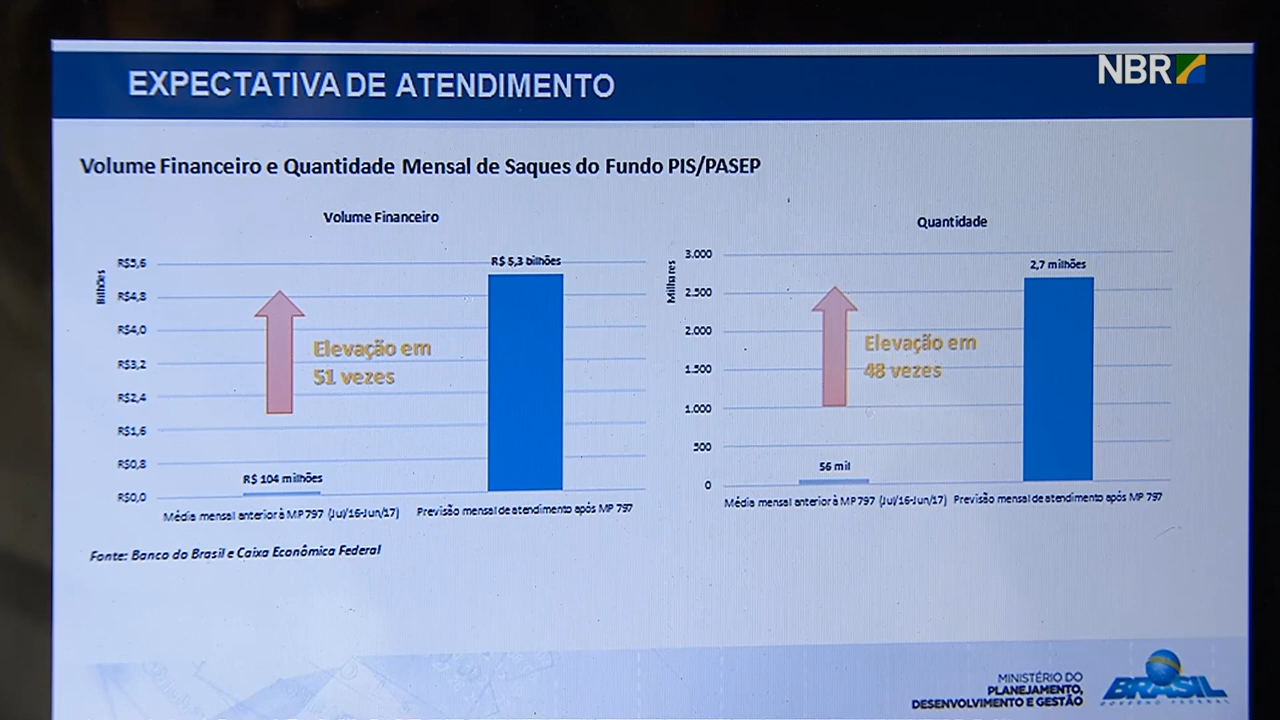 NBR
EXPECTATIVA DE ATENDIMENTO
Volume Financeiro e Quantidade Mensal de Saques do Fundo PIS/PASEP
Volume Financeiro
Bilhões
R$5,6
R$4,8
R$4,0
R$3,2
R$2,4
R$1,6
R$0,8
R$0,0
R$ 5,3 bilhões
Elevação em
51 vezes
R$ 104 milhões
Média mensal anterior à MP 797 (Jul/16-Jun/17)
Previsão mensal de atendimento após MP 797
Quantidade
Milhares
3.000
2.500
2.000
1.500
1.000
500
0
2,7 milhões
Elevação em
48 vezes
56 mil
Média mensal anterior à MP 797 (Jul/16-Jun/17)
Previsão mensal de atendimento após MP 797
Fonte: Banco do Brasil e Caixa Econômica Federal
MINISTÉRIO DO
PLANEJAMENTO,
DESENVOLVIMENTO E GESTÃO
BRASIL
GOVERNO FEDERAL